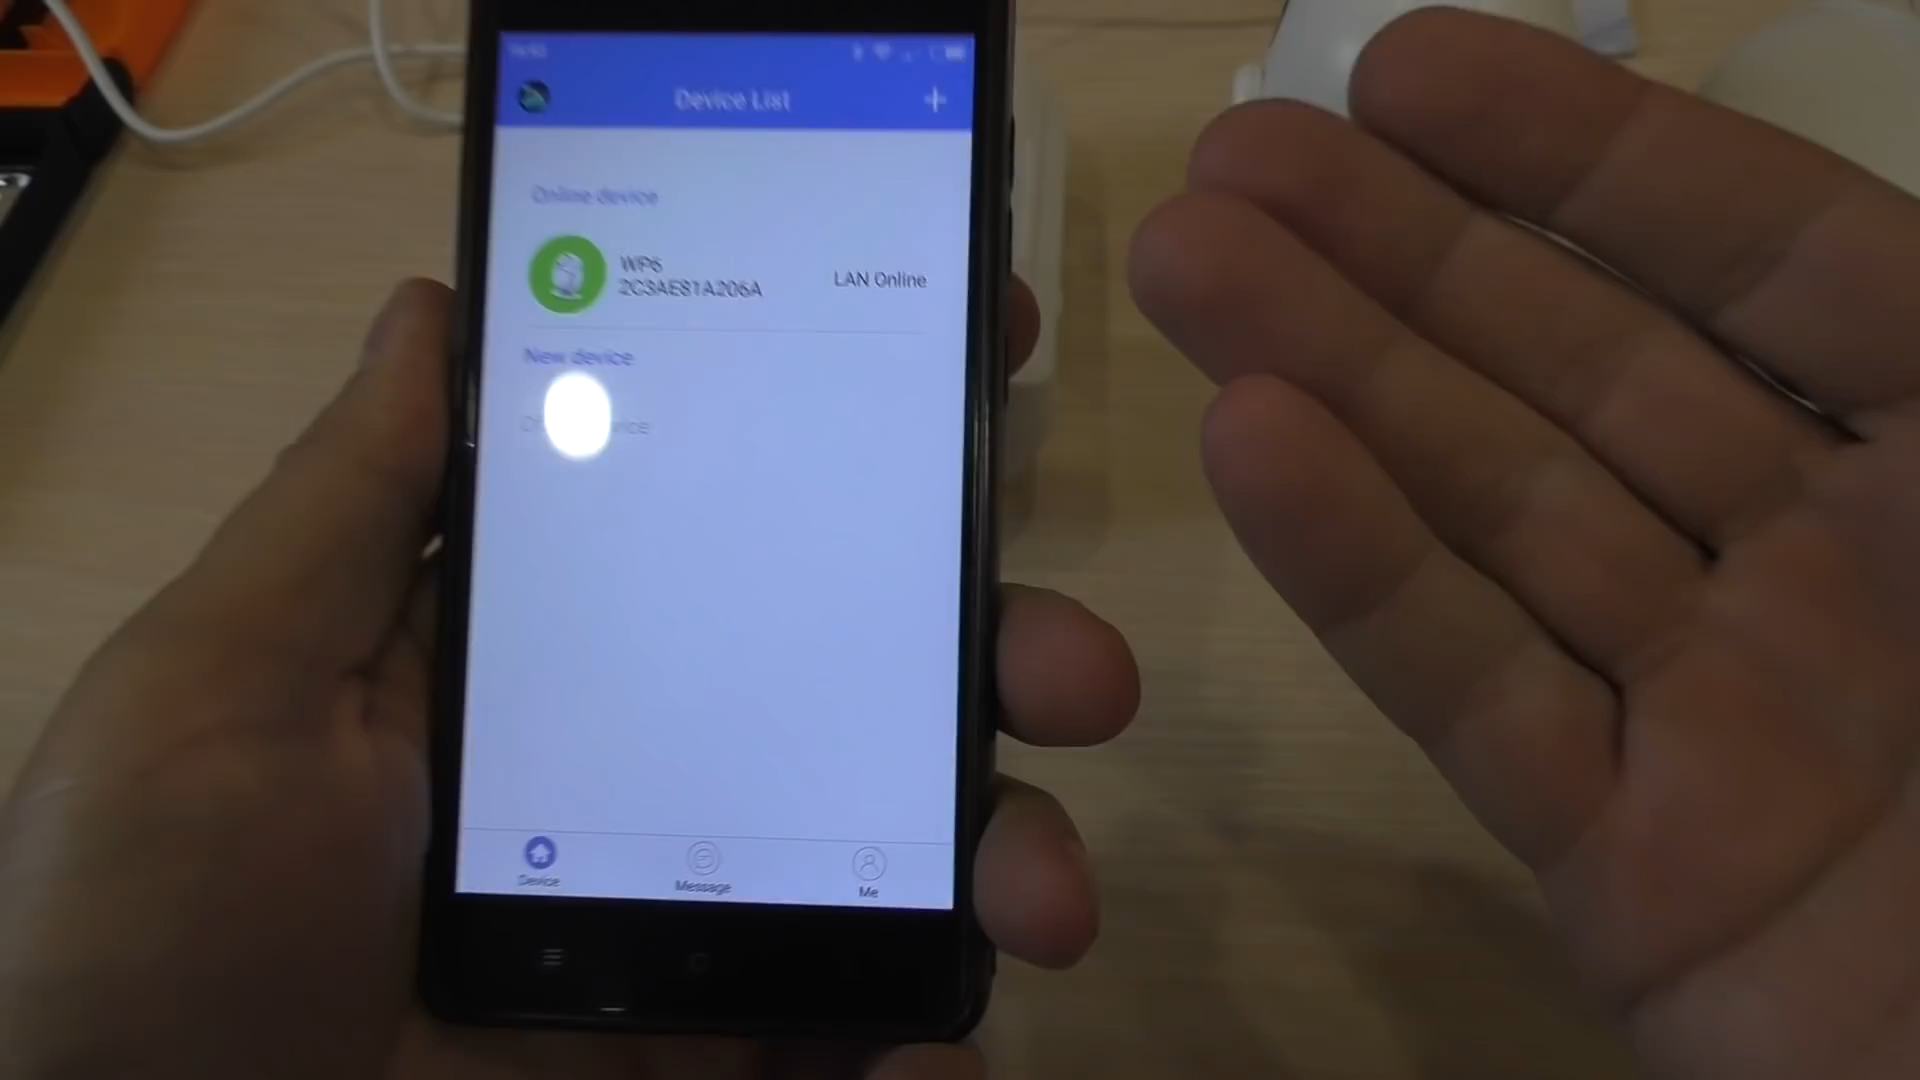 Device List
Online device
WP6
2C3AE81A206A
LAN Online
New device
Device
Message
Me